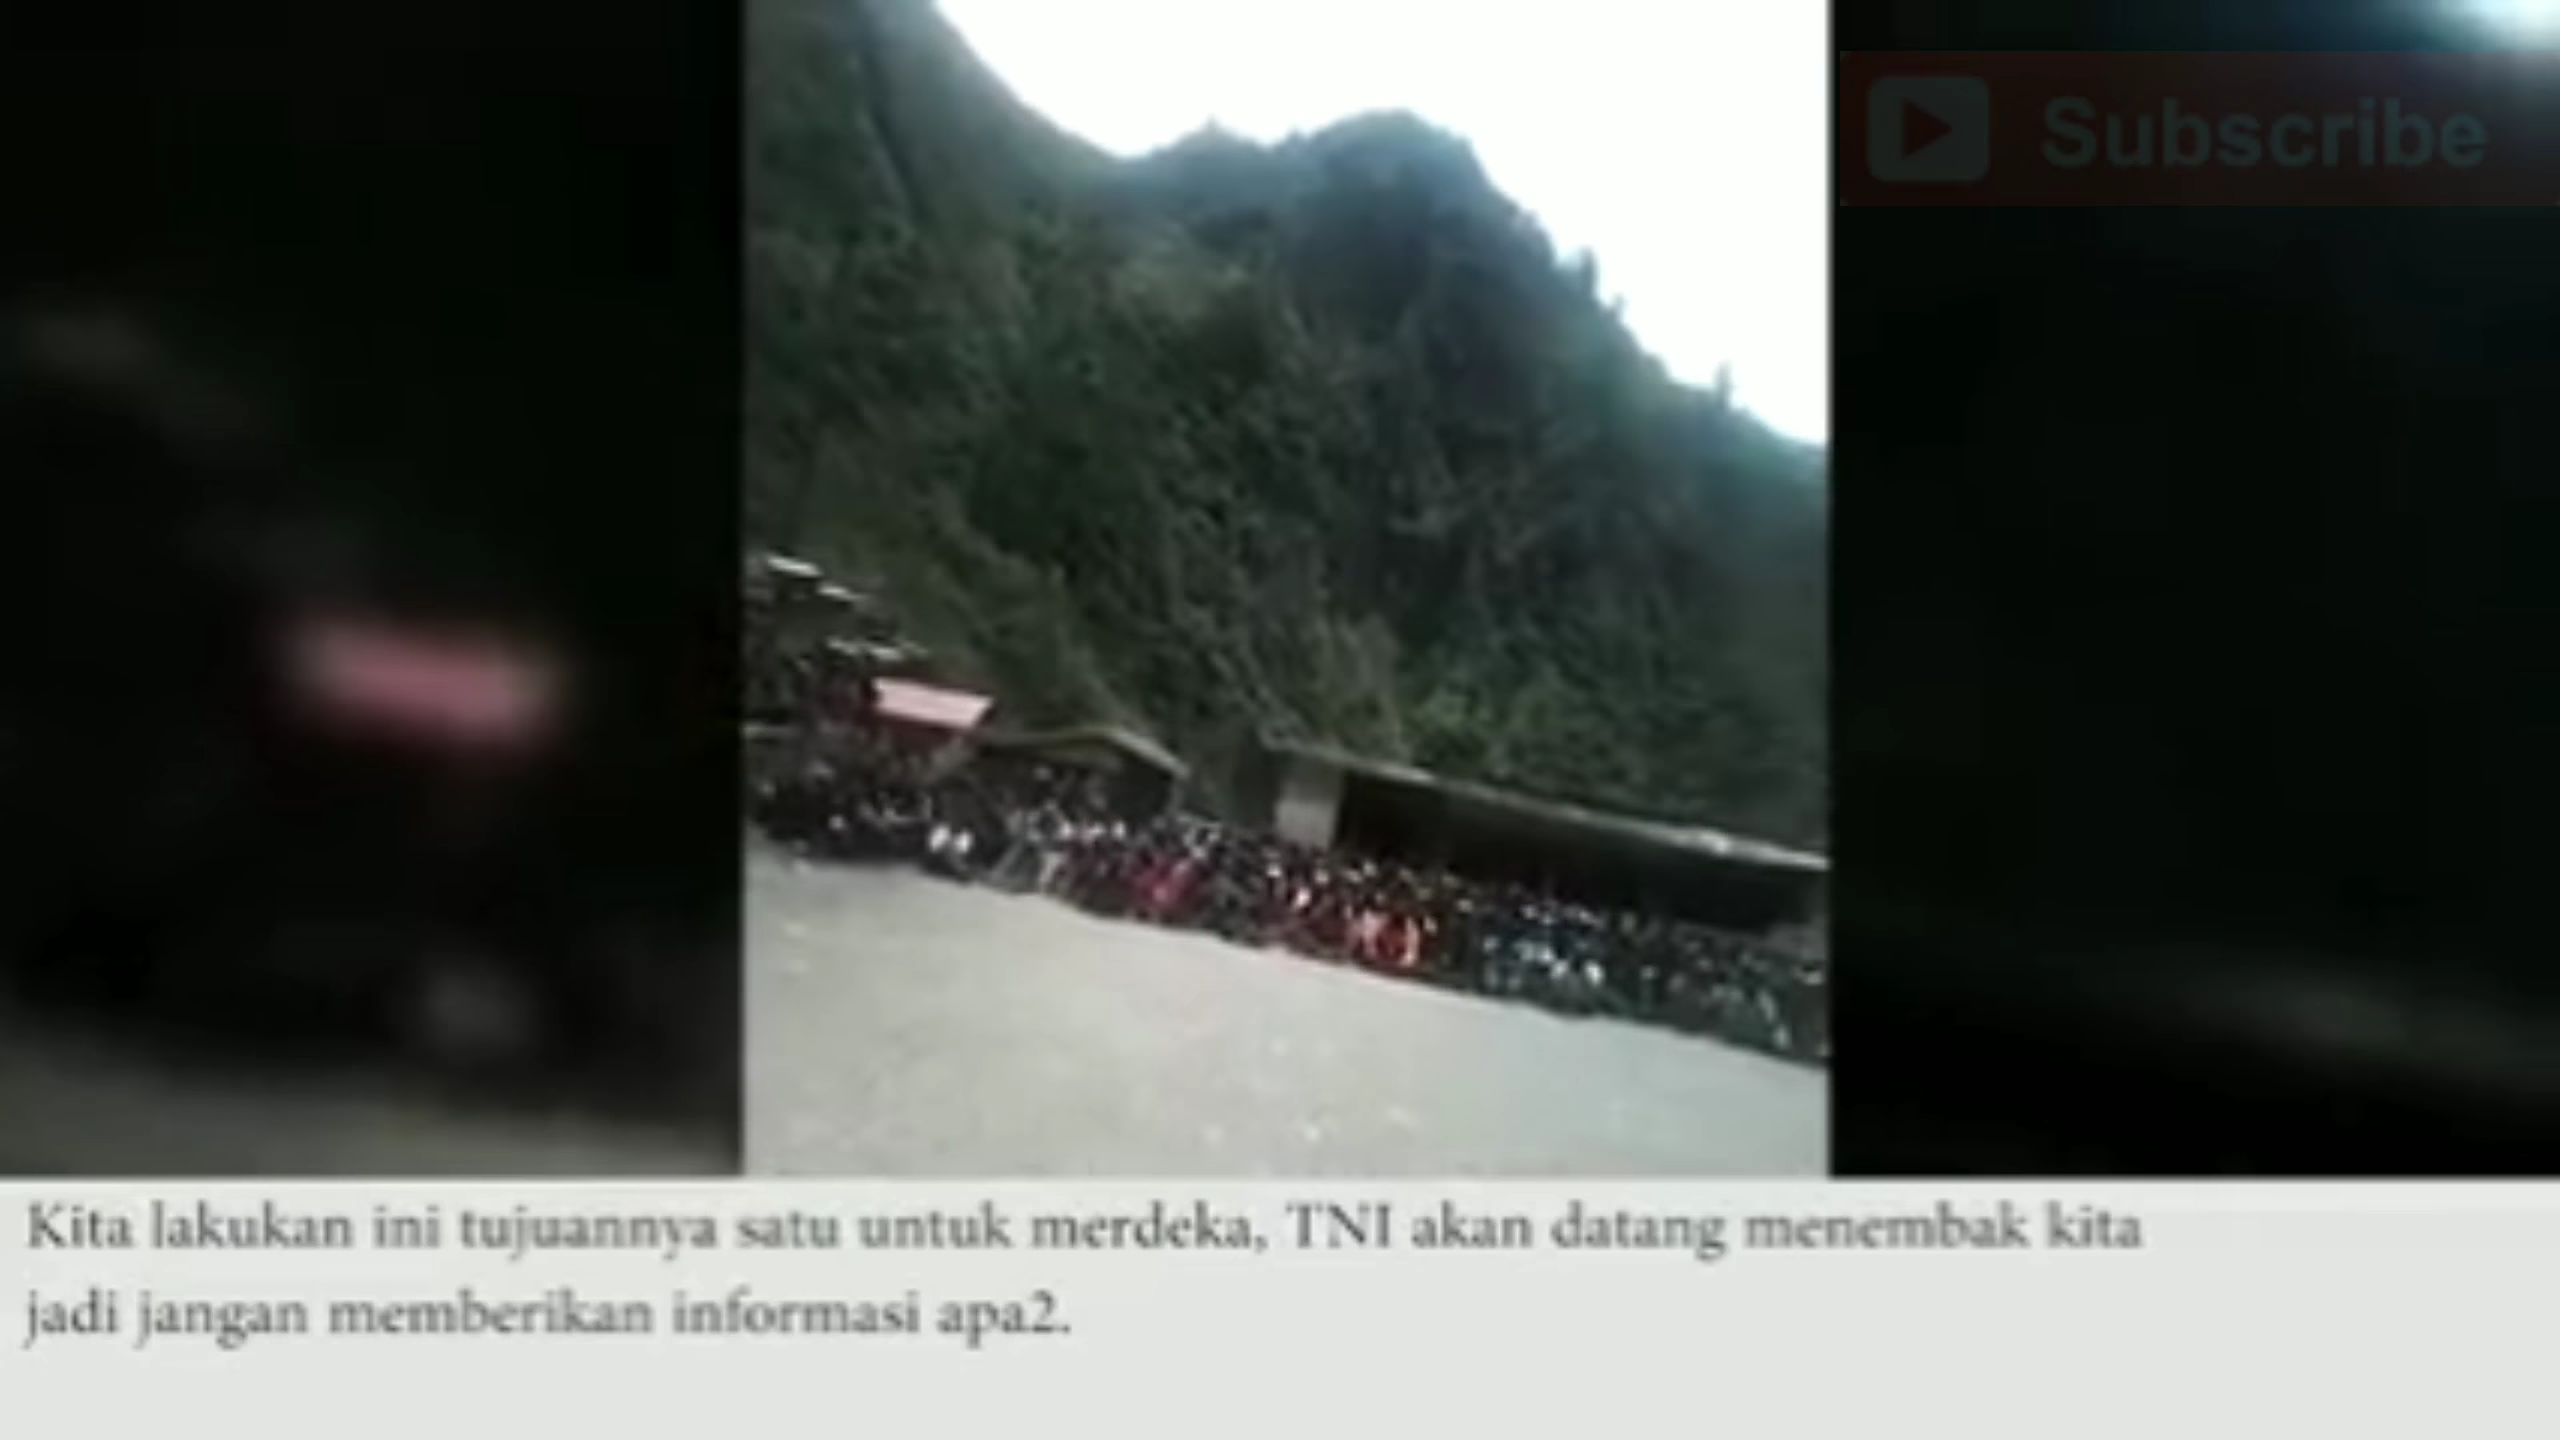 Subscribe
Kita lakukan ini tujuannya satu untuk merdeka, TNI akan datang menembak kita
jadi jangan memberikan informasi apa2.